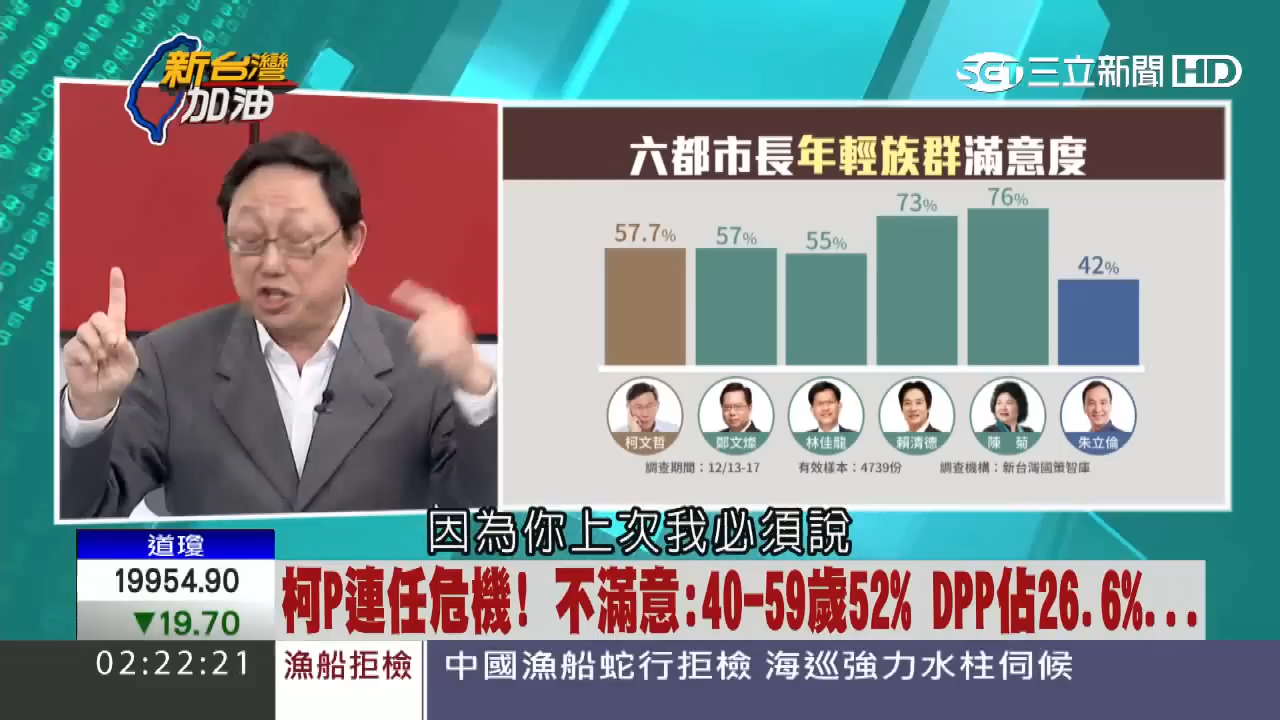 新台灣
加油
SET三立新聞HD
六都市長年輕族群滿意度
57.7%
57%
55%
73%
76%
42%
柯文哲
鄭文燦
林佳龍
賴清德
陳 菊
朱立倫
調查期間：12/13-17 有效樣本：4739份 調查機構：新台灣國策智庫
因為你上次我必須說
道瓊
19954.90
▼19.70
柯P連任危機! 不滿意:40-59歲52% DPP佔26.6%...
02:22:21
漁船拒檢
中國漁船蛇行拒檢 海巡強力水柱伺候